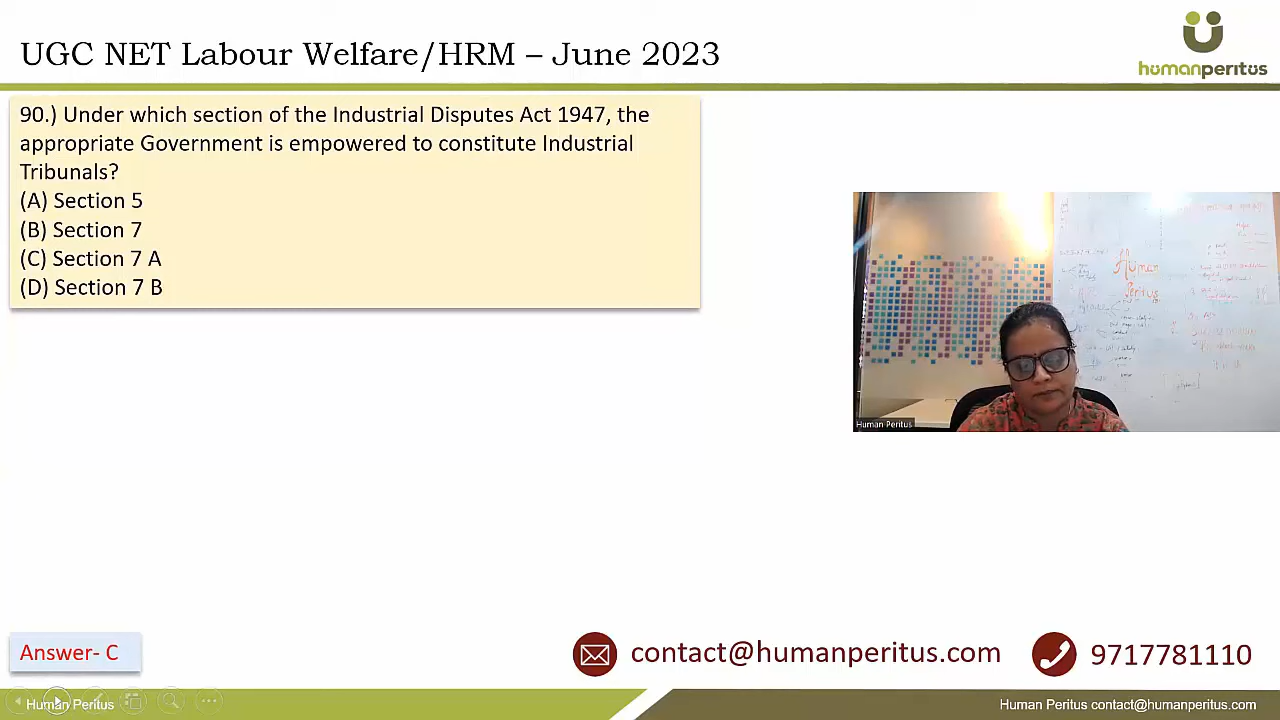 UGC NET Labour Welfare/HRM – June 2023
humanperitus
90.) Under which section of the Industrial Disputes Act 1947, the
appropriate Government is empowered to constitute Industrial
Tribunals?
(A) Section 5
(B) Section 7
(C) Section 7 A
(D) Section 7 B
Human
Peritus
Human Peritus
Answer- C
contact@humanperitus.com
9717781110
Human Peritus
Human Peritus contact@humanperitus.com